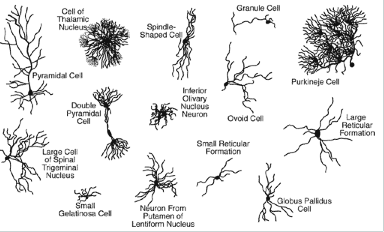 Cell of
Thalamic
Nucleus
Spindle-
Shaped Cell
Granule Cell
Pyramidal Cell
Purkineje Cell
Double
Pyramidal
Cell
Inferior
Olivary
Nucleus
Neuron
Ovoid Cell
Large
Reticular
Formation
Large Cell
of Spinal
Trigeminal
Nucleus
Small Reticular
Formation
Small
Gelatinosa Cell
Neuron From
Putamen of
Lentiform Nucleus
Globus Pallidus
Cell